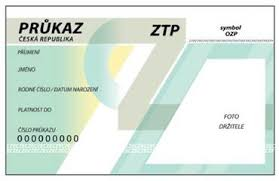 PRŮKAZ ZTP
ČESKÁ REPUBLIKA
symbol
OZP
PŘÍJMENÍ
JMÉNO
RODNÉ ČÍSLO / DATUM NAROZENÍ
PLATNOST DO
ČÍSLO PRŮKAZU
000000000
FOTO
DRŽITELE